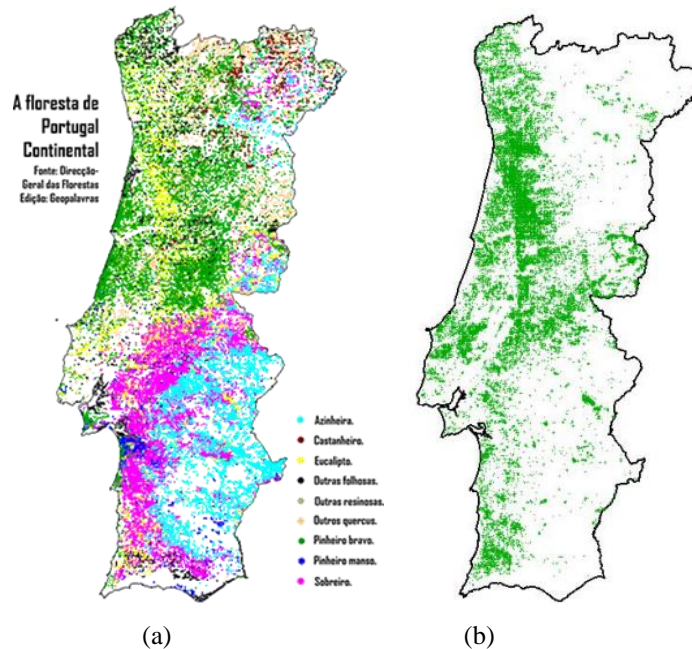 A floresta de
Portugal
Continental
Fonte: Direcção-
Geral das Florestas
Edição: Geopalavras
Azinheira.
Castanheiro.
Eucalipto.
Outras folhosas.
Outras resinosas.
Outros quercus.
Pinheiro bravo.
Pinheiro manso.
Sobreiro.
(a)
(b)